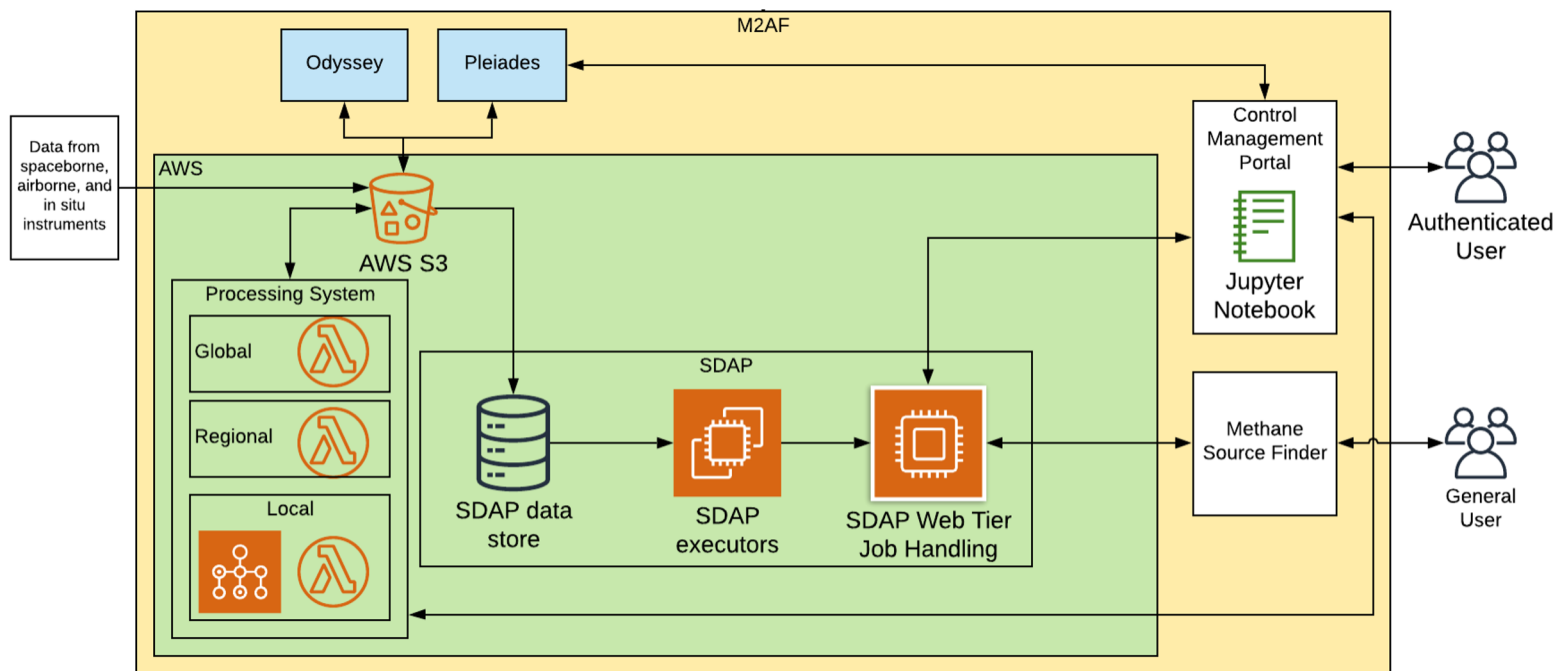 M2AF
Odyssey
Pleiades
Data from
spaceborne,
airborne, and
in situ
instruments
AWS
AWS S3
Control
Management
Portal
Jupyter
Notebook
Authenticated
User
Processing System
Global
Regional
Local
SDAP
SDAP data
store
SDAP
executors
SDAP Web Tier
Job Handling
Methane
Source Finder
General
User